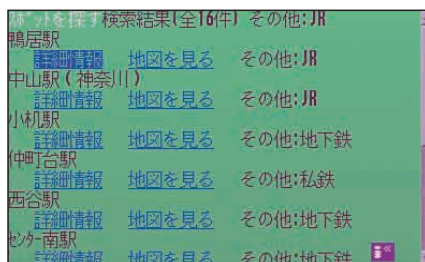 ｽﾎﾟｯﾄを探す検索結果(全16件) その他:JR
鴨居駅
詳細情報 地図を見る その他:JR
中山駅(神奈川)
詳細情報 地図を見る その他:JR
小机駅
詳細情報 地図を見る その他:地下鉄
仲町台駅
詳細情報 地図を見る その他:私鉄
西谷駅
詳細情報 地図を見る その他:地下鉄
ｾﾝﾀｰ南駅
詳細情報 地図を見る その他:地下鉄